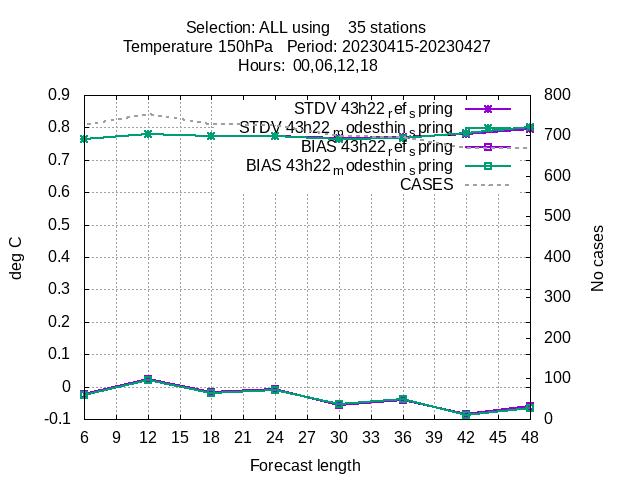 Selection: ALL using 35 stations
Temperature 150hPa Period: 20230415-20230427
Hours: 00,06,12,18
0.9
0.8
0.7
0.6
0.5
0.4
0.3
0.2
0.1
0
-0.1
deg C
STDV 43h22_ref_spring
STDV 43h22_modesthin_spring
BIAS 43h22_ref_spring
BIAS 43h22_modesthin_spring
CASES
800
700
600
500
400
300
200
100
0
No cases
6 9 12 15 18 21 24 27 30 33 36 39 42 45 48
Forecast length